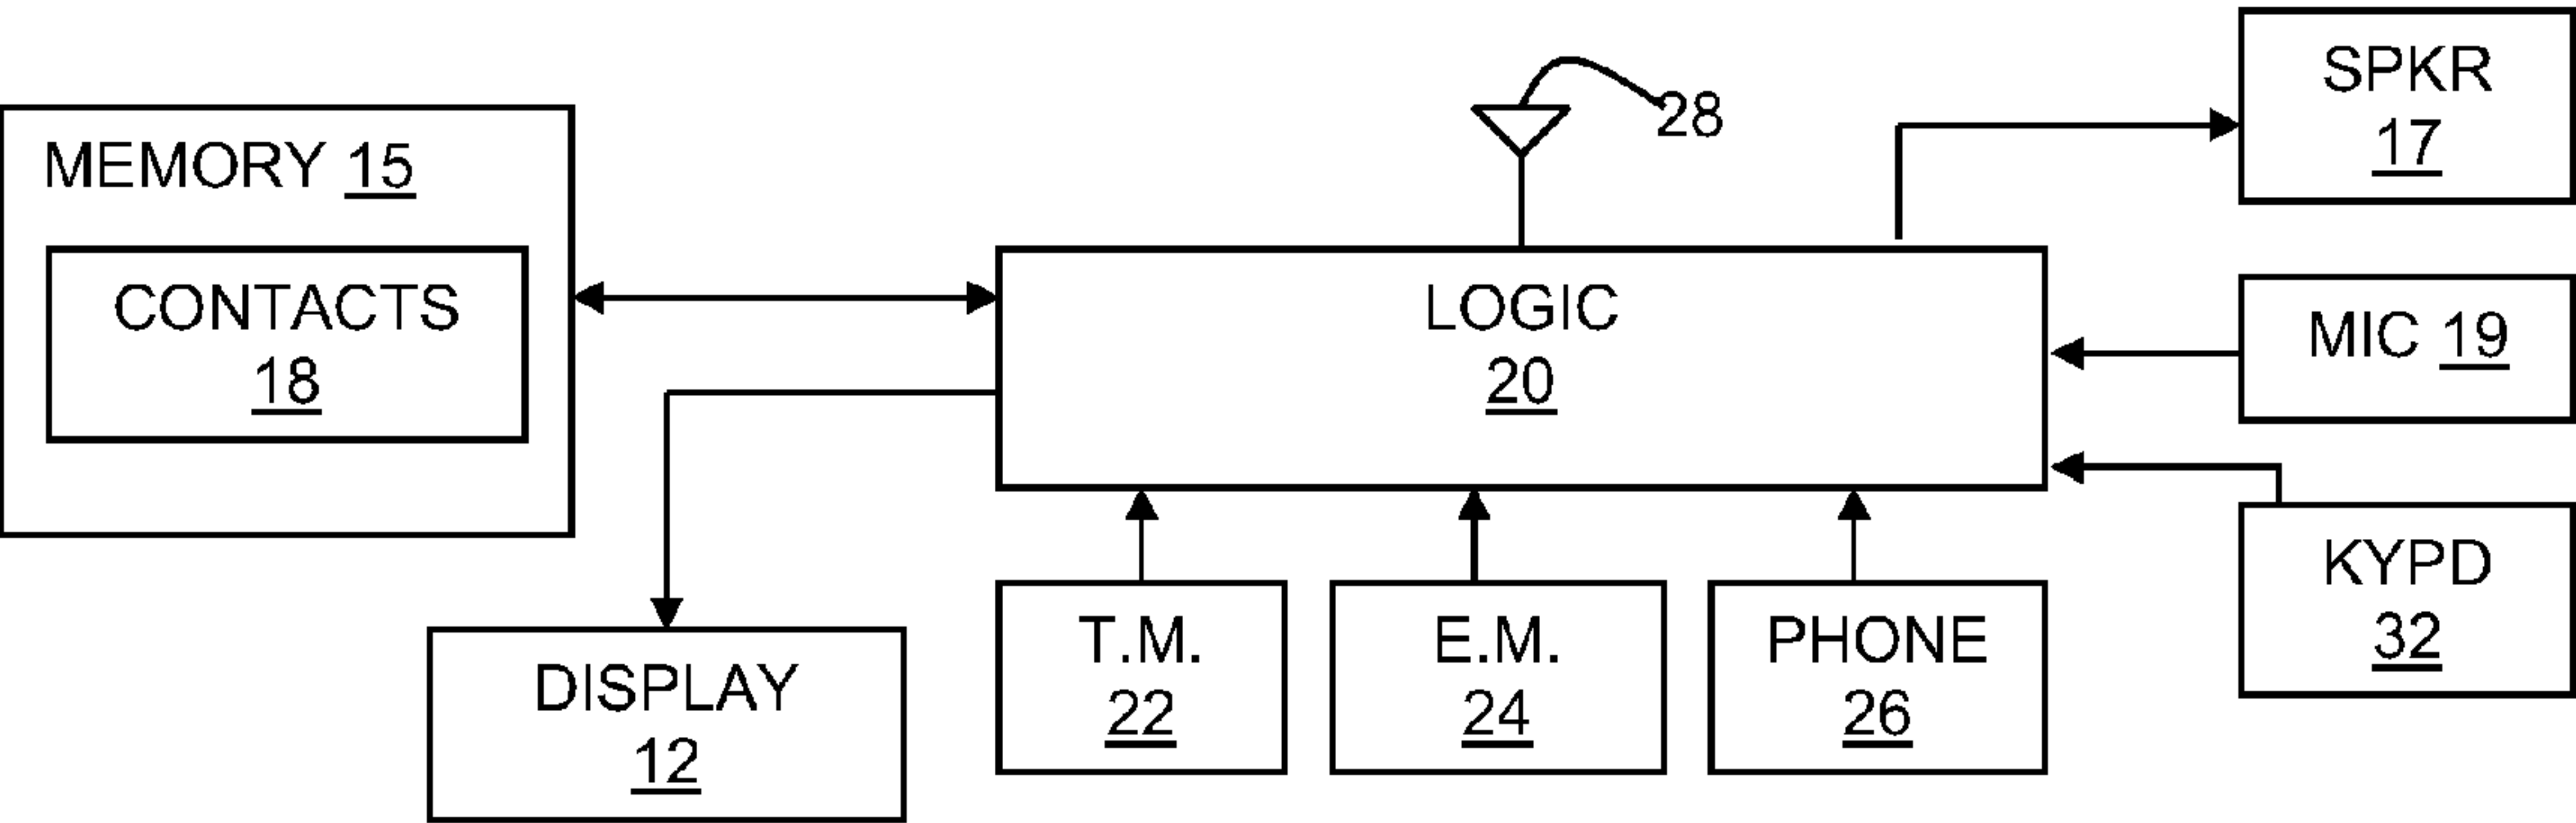 SPKR
17
28
MEMORY 15
CONTACTS
18
LOGIC
20
MIC 19
KYPD
32
T.M.
22
E.M.
24
PHONE
26
DISPLAY
12